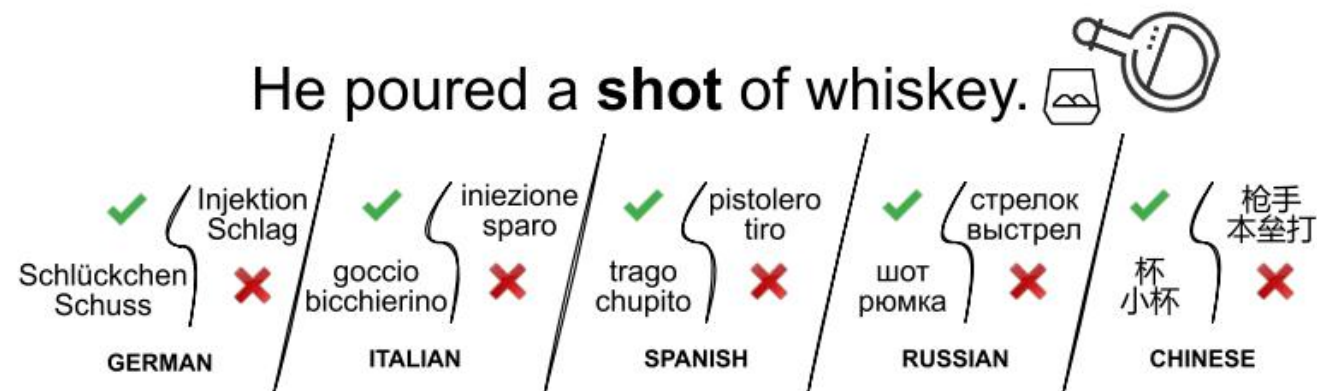 He poured a shot of whiskey.
Injektion
Schlag
Schlückchen
Schuss
GERMAN
iniezione
sparo
goccio
bicchierino
ITALIAN
pistolero
tiro
trago
chupito
SPANISH
стрелок
выстрел
шот
рюмка
RUSSIAN
枪手
本垒打
杯
小杯
CHINESE